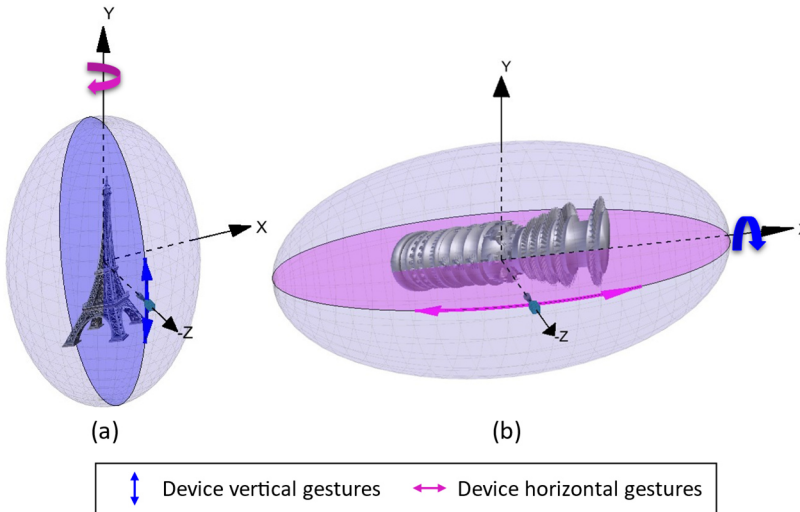 Y
X
-Z
(a)
Y
X
-Z
(b)
Device vertical gestures
Device horizontal gestures